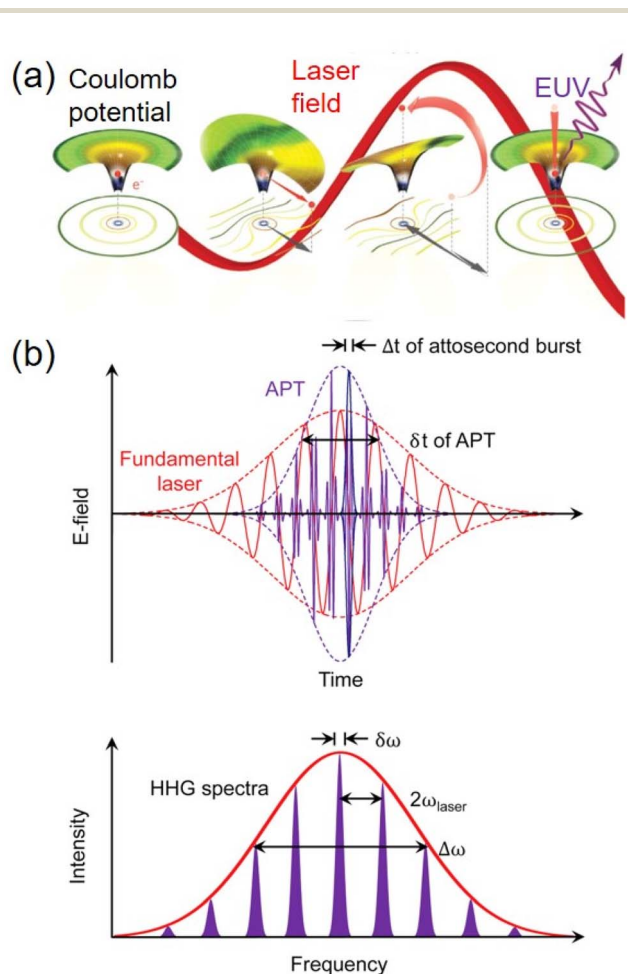 (a)
Coulomb
potential
Laser
field
EUV
e⁻
(b)
Δt of attosecond burst
APT
δt of APT
Fundamental
laser
E-field
Time
δω
HHG spectra
2ω_laser
Δω
Intensity
Frequency